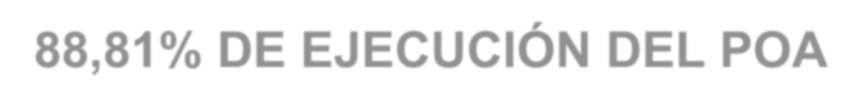 88,81% DE EJECUCIÓN DEL POA